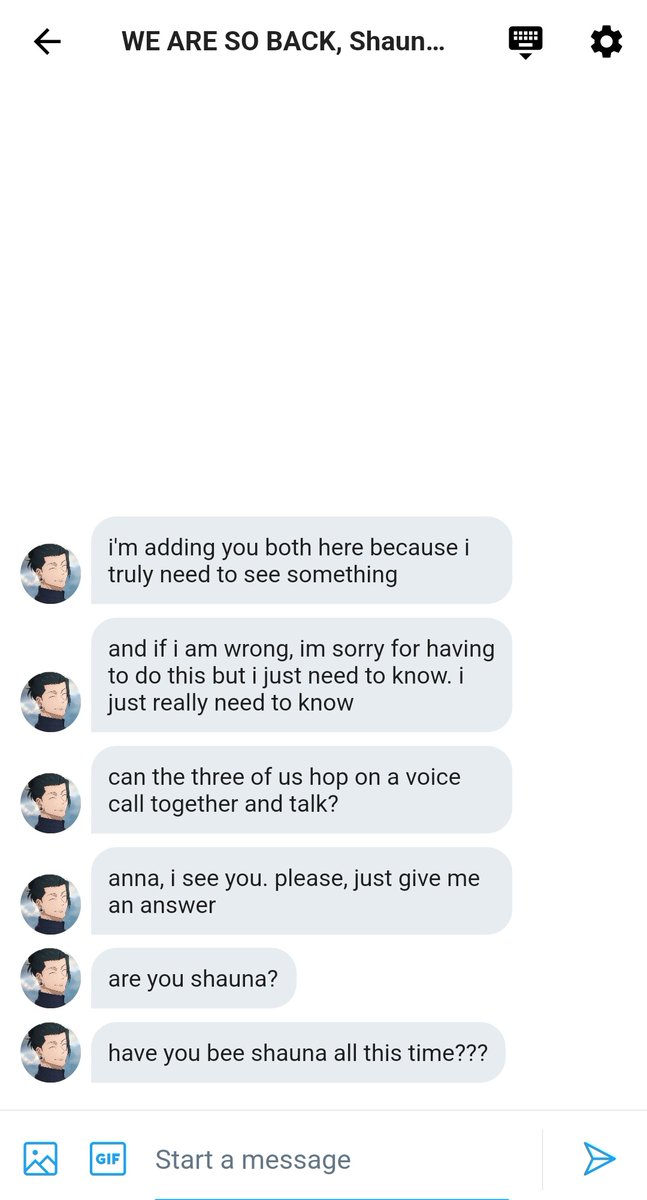 WE ARE SO BACK, Shaun...
i'm adding you both here because i
truly need to see something
and if i am wrong, im sorry for having
to do this but i just need to know. i
just really need to know
can the three of us hop on a voice
call together and talk?
anna, i see you. please, just give me
an answer
are you shauna?
have you bee shauna all this time???
GIF
Start a message